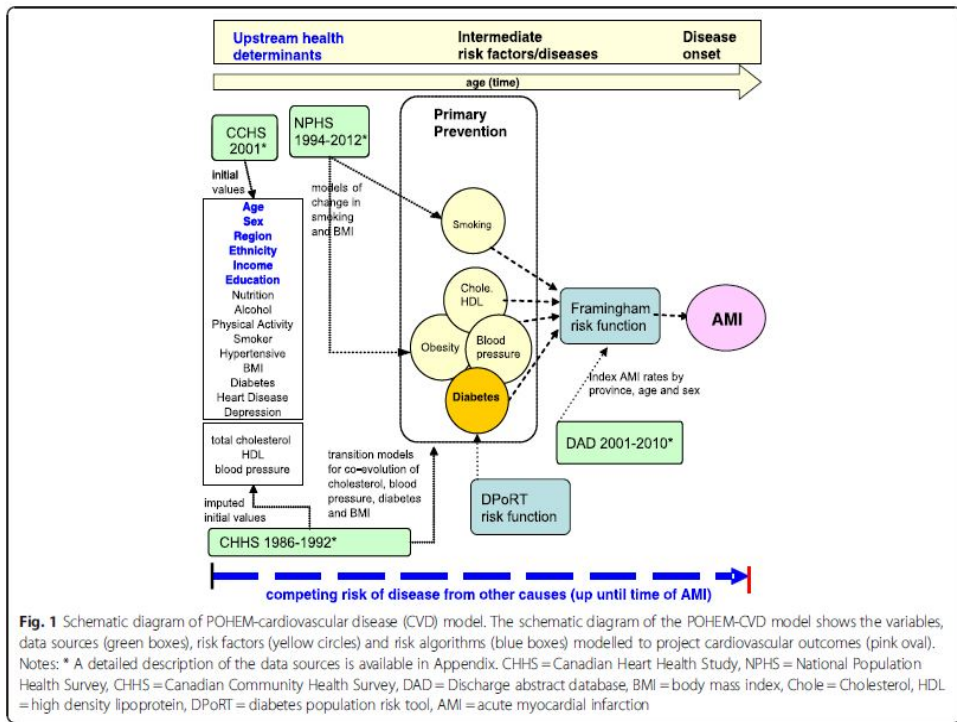 Upstream health
determinants
Intermediate
risk factors/diseases
Disease
onset
age (time)
CCHS
2001*
NPHS
1994-2012*
Primary
Prevention
initial
values
models of
change in
smoking
and BMI
Age
Sex
Region
Ethnicity
Income
Education
Nutrition
Alcohol
Physical Activity
Smoker
Hypertensive
BMI
Diabetes
Heart Disease
Depression
Smoking
Chole.
HDL
Obesity
Blood
pressure
Diabetes
Framingham
risk function
AMI
Index AMI rates by
province, age and sex
DAD 2001-2010*
total cholesterol
HDL
blood pressure
transition models
for co-evolution of
cholesterol, blood
pressure, diabetes
and BMI
DPoRT
risk function
imputed
initial values
CHHS 1986-1992*
competing risk of disease from other causes (up until time of AMI)
Fig. 1 Schematic diagram of POHEM-cardiovascular disease (CVD) model. The schematic diagram of the POHEM-CVD model shows the variables,
data sources (green boxes), risk factors (yellow circles) and risk algorithms (blue boxes) modelled to project cardiovascular outcomes (pink oval).
Notes: * A detailed description of the data sources is available in Appendix. CHHS = Canadian Heart Health Study, NPHS = National Population
Health Survey, CHHS = Canadian Community Health Survey, DAD = Discharge abstract database, BMI = body mass index, Chole = Cholesterol, HDL
= high density lipoprotein, DPoRT = diabetes population risk tool, AMI = acute myocardial infarction